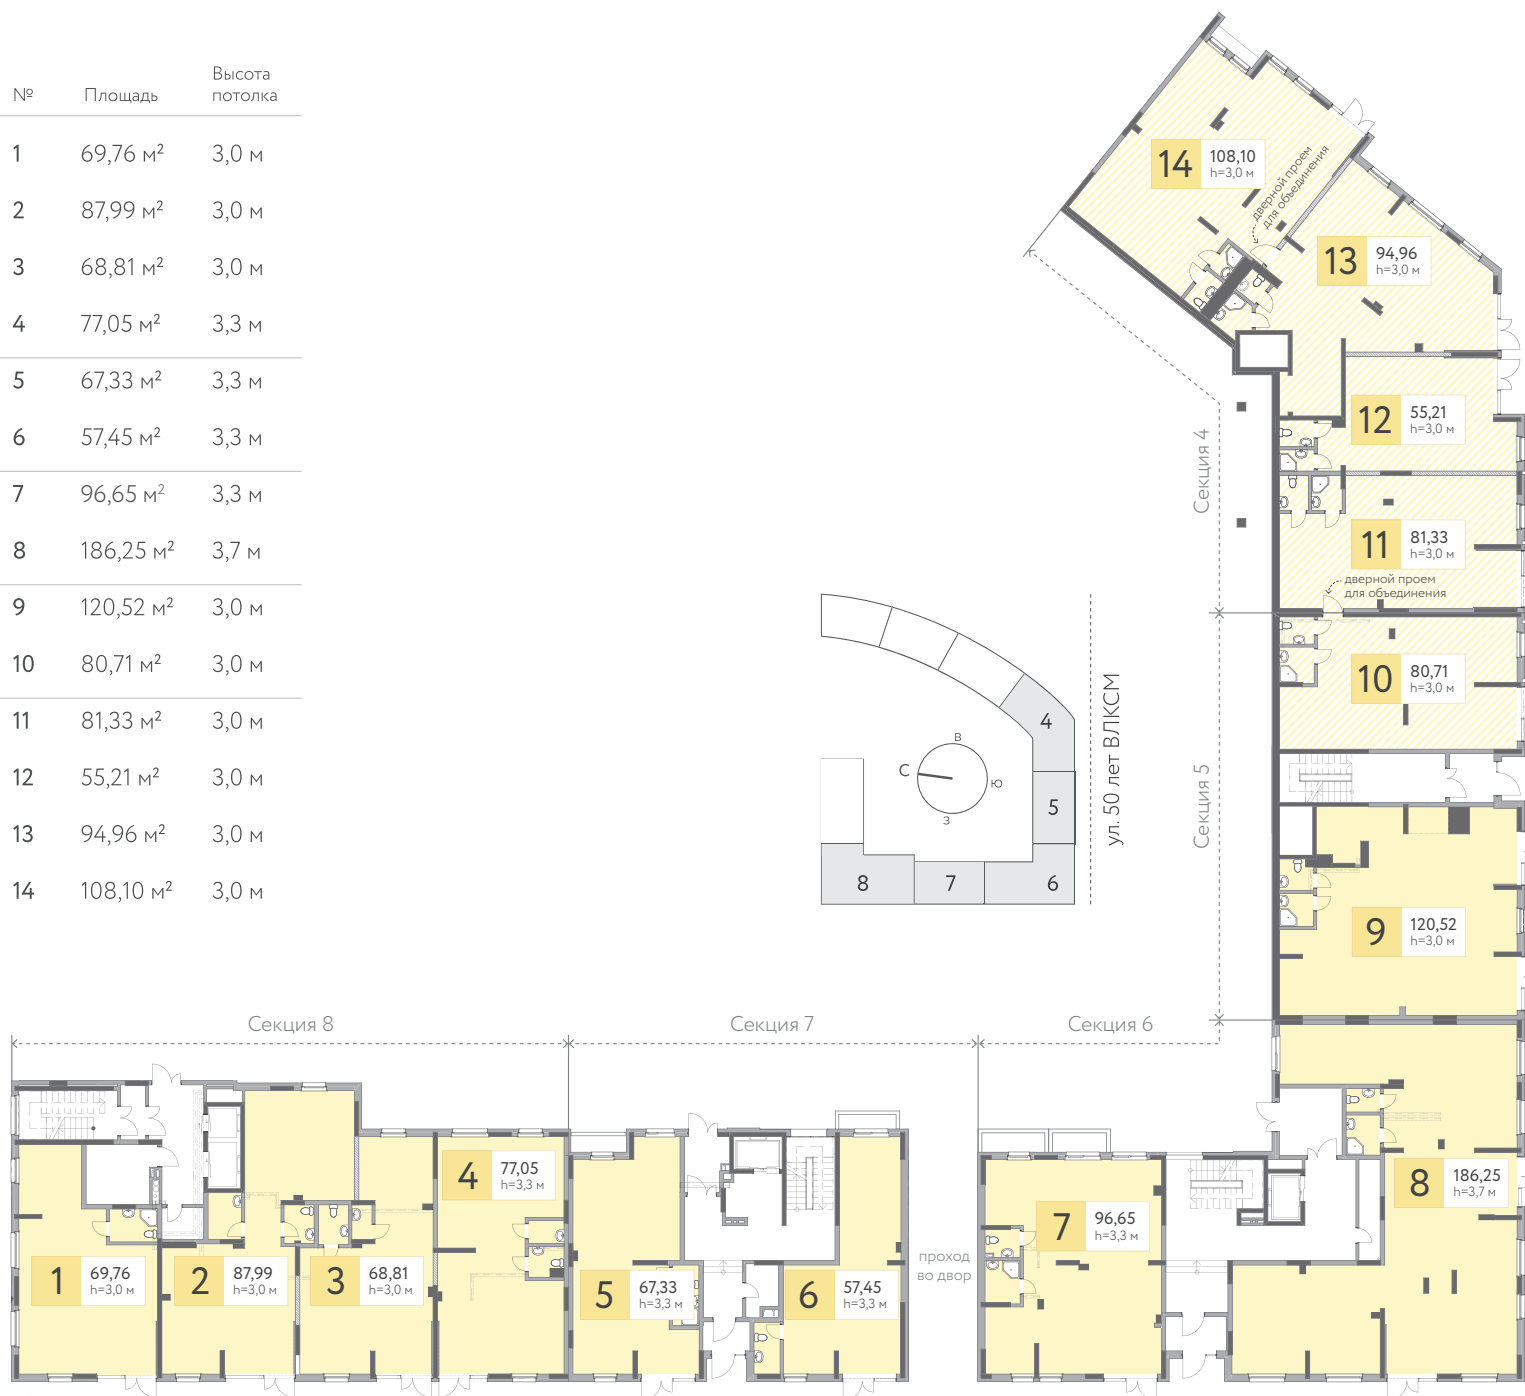 № Площадь Высота потолка
1 69,76 м² 3,0 м
2 87,99 м² 3,0 м
3 68,81 м² 3,0 м
4 77,05 м² 3,3 м
5 67,33 м² 3,3 м
6 57,45 м² 3,3 м
7 96,65 м² 3,3 м
8 186,25 м² 3,7 м
9 120,52 м² 3,0 м
10 80,71 м² 3,0 м
11 81,33 м² 3,0 м
12 55,21 м² 3,0 м
13 94,96 м² 3,0 м
14 108,10 м² 3,0 м
14 108,10
h=3,0 м
дверной проем
для объединения
13 94,96
h=3,0 м
12 55,21
h=3,0 м
Секция 4
11 81,33
h=3,0 м
дверной проем
для объединения
10 80,71
h=3,0 м
Секция 5
9 120,52
h=3,0 м
4
5
6
7
8
В
С
Ю
З
ул. 50 лет ВЛКСМ
Секция 8
Секция 7
Секция 6
1 69,76
h=3,0 м
2 87,99
h=3,0 м
3 68,81
h=3,0 м
4 77,05
h=3,3 м
5 67,33
h=3,3 м
6 57,45
h=3,3 м
проход
во двор
7 96,65
h=3,3 м
8 186,25
h=3,7 м